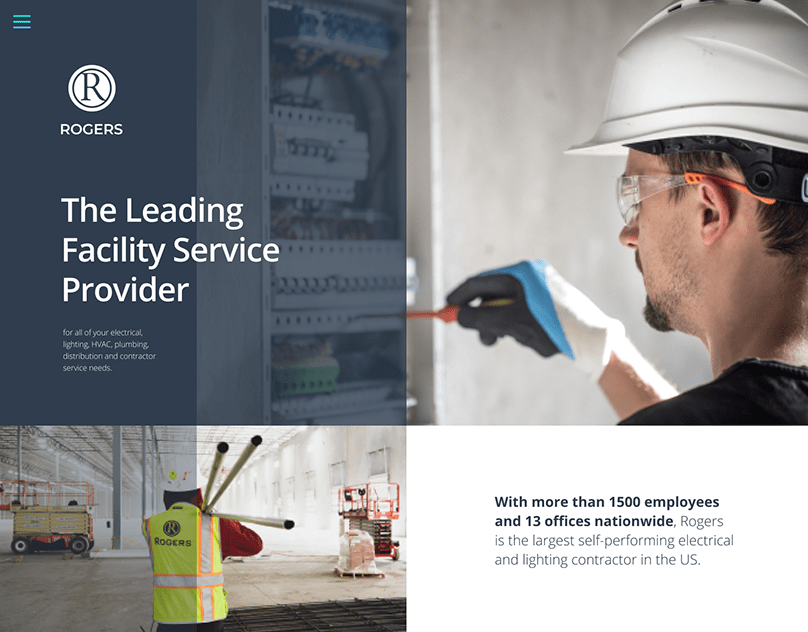 R
ROGERS
The Leading
Facility Service
Provider
for all of your electrical,
lighting, HVAC, plumbing,
distribution and contractor
service needs.
R
ROGERS
With more than 1500 employees
and 13 offices nationwide, Rogers
is the largest self-performing electrical
and lighting contractor in the US.